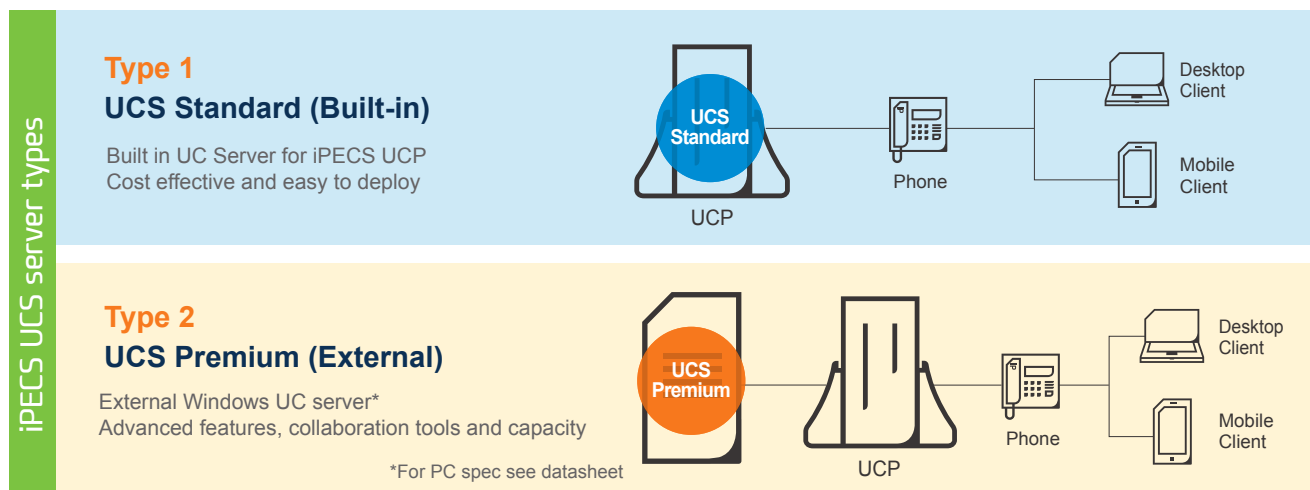 iPECS UCS server types
Type 1
UCS Standard (Built-in)
Built in UC Server for iPECS UCP
Cost effective and easy to deploy
UCS
Standard
UCP
Phone
Desktop
Client
Mobile
Client
Type 2
UCS Premium (External)
External Windows UC server*
Advanced features, collaboration tools and capacity
*For PC spec see datasheet
UCS
Premium
UCP
Phone
Desktop
Client
Mobile
Client